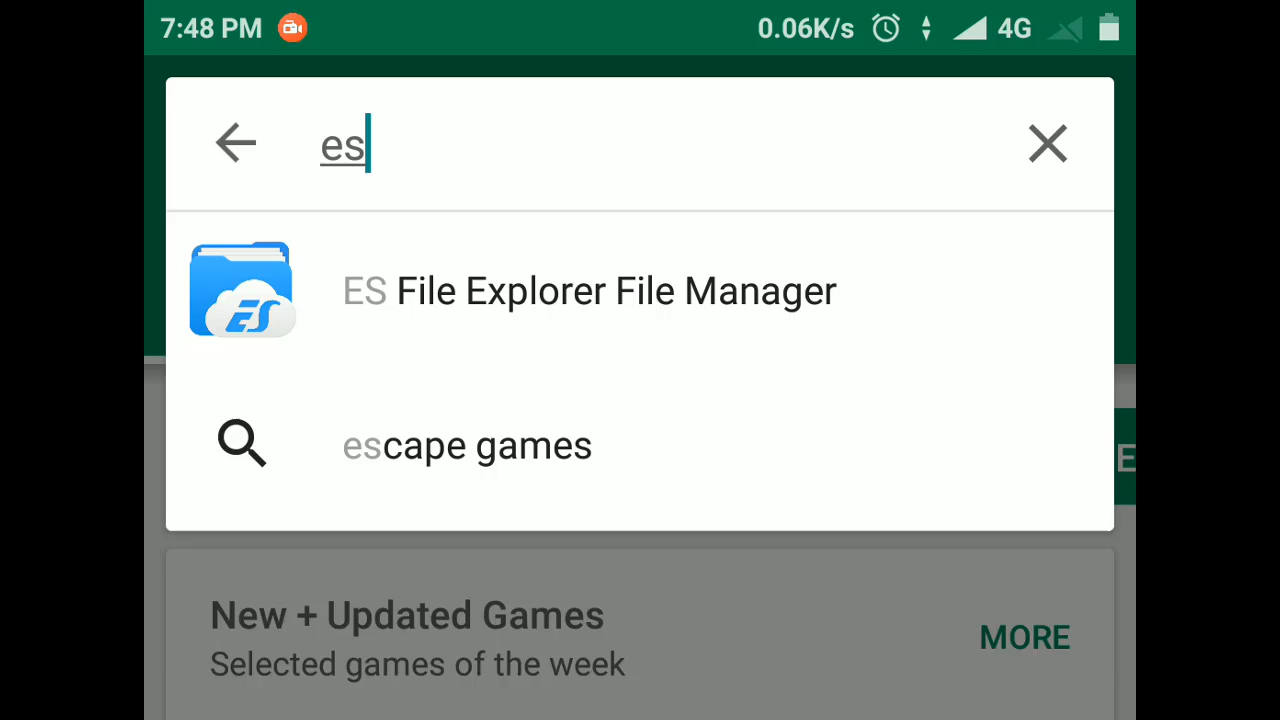 7:48 PM 0.06K/s 4G
es
ES File Explorer File Manager
ES
escape games
E
New + Updated Games
MORE
Selected games of the week